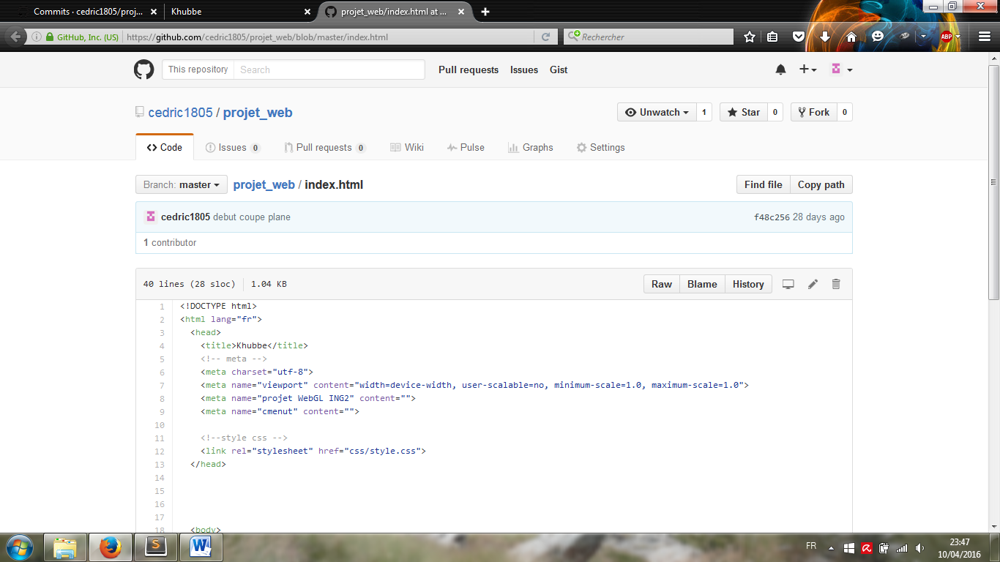 Commits · cedric1805/proj...
Khubbe
projet_web/index.html at ...
GitHub, Inc. (US)
https://github.com/cedric1805/projet_web/blob/master/index.html
Rechercher
ABP
This repository
Search
Pull requests
Issues
Gist
cedric1805 / projet_web
Unwatch
1
Star
0
Fork
0
Code
Issues 0
Pull requests 0
Wiki
Pulse
Graphs
Settings
Branch: master
projet_web / index.html
Find file
Copy path
cedric1805 debut coupe plane
f48c256 28 days ago
1 contributor
40 lines (28 sloc)
1.04 KB
Raw
Blame
History
1 <!DOCTYPE html>
2 <html lang="fr">
3 <head>
4 <title>Khubbe</title>
5 <!-- meta -->
6 <meta charset="utf-8">
7 <meta name="viewport" content="width=device-width, user-scalable=no, minimum-scale=1.0, maximum-scale=1.0">
8 <meta name="projet WebGL ING2" content="">
9 <meta name="cmenut" content="">
10
11 <!--style css -->
12 <link rel="stylesheet" href="css/style.css">
13 </head>
14
15
16
17
18 <body>
FR
23:47
10/04/2016